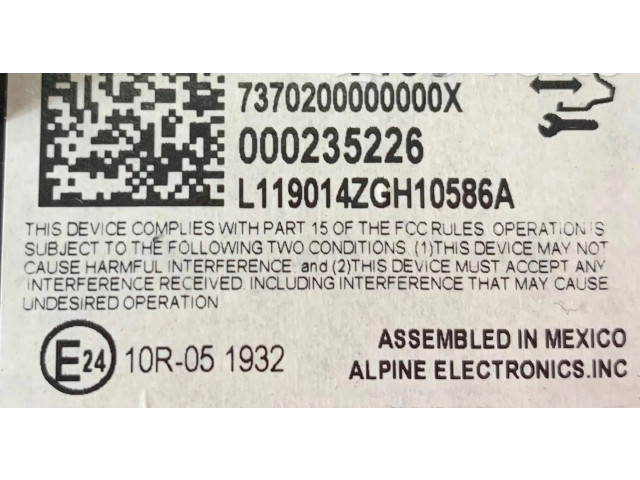 7370200000000X
000235226
L119014ZGH10586A
THIS DEVICE COMPLIES WITH PART 15 OF THE FCC RULES, OPERATION IS
SUBJECT TO THE FOLLOWING TWO CONDITIONS, (1)THIS DEVICE MAY NOT
CAUSE HARMFUL INTERFERENCE, and (2)THIS DEVICE MUST ACCEPT ANY
INTERFERENCE RECEIVED, INCLUDING INTERFERENCE THAT MAY CAUSE
UNDESIRED OPERATION
E24 10R-05 1932
ASSEMBLED IN MEXICO
ALPINE ELECTRONICS.INC